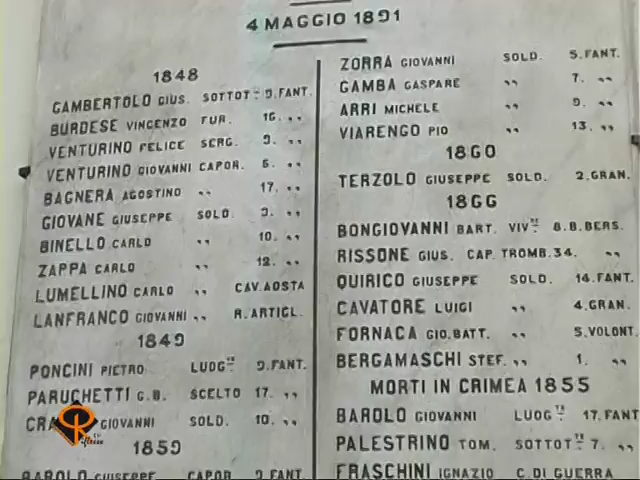 4 MAGGIO 1891
1848
GAMBERTOLO GIUS. SOTTOT= 9. FANT.
BURDESE VINCENZO FUR. 16. ,,
VENTURINO FELICE SERG. 9. ,,
VENTURINO GIOVANNI CAPOR. 5. ,,
BAGNERA AGOSTINO ,, 17. ,,
GIOVANE GIUSEPPE SOLD. 9. ,,
BINELLO CARLO ,, 10. ,,
ZAPPA CARLO ,, 12. ,,
LUMELLINO CARLO ,, CAV. AOSTA
LANFRANCO GIOVANNI ,, R. ARTIGL.
1849
PONCINI PIETRO LUOG TE 9. FANT.
PARUCHETTI G.B. SCELTO 17. ,,
GIOVANNI SOLD. 10. ,,
1859
BAROLO GIUSEPPE CAPOR. 9. FANT.
ZORRA GIOVANNI SOLD. 5. FANT.
GAMBA GASPARE ,, 7. ,,
ARRI MICHELE ,, 9. ,,
VIARENGO PIO ,, 13. ,,
1860
TERZOLO GIUSEPPE SOLD. 2. GRAN.
1866
BONGIOVANNI BART. VIV RE 8.B. BERS.
RISSONE GIUS. CAP. TROMB. 34. ,,
QUIRICO GIUSEPPE SOLD. 14. FANT.
CAVATORE LUIGI ,, 4. GRAN.
FORNACA GIO. BATT. ,, 5. VOLONT.
BERGAMASCHI STEF. ,, 1. ,,
MORTI IN CRIMEA 1855
BAROLO GIOVANNI LUOG TE 17. FANT
PALESTRINO TOM. SOTTOT TE 7. ,,
FRASCHINI IGNAZIO C. DI GUERRA